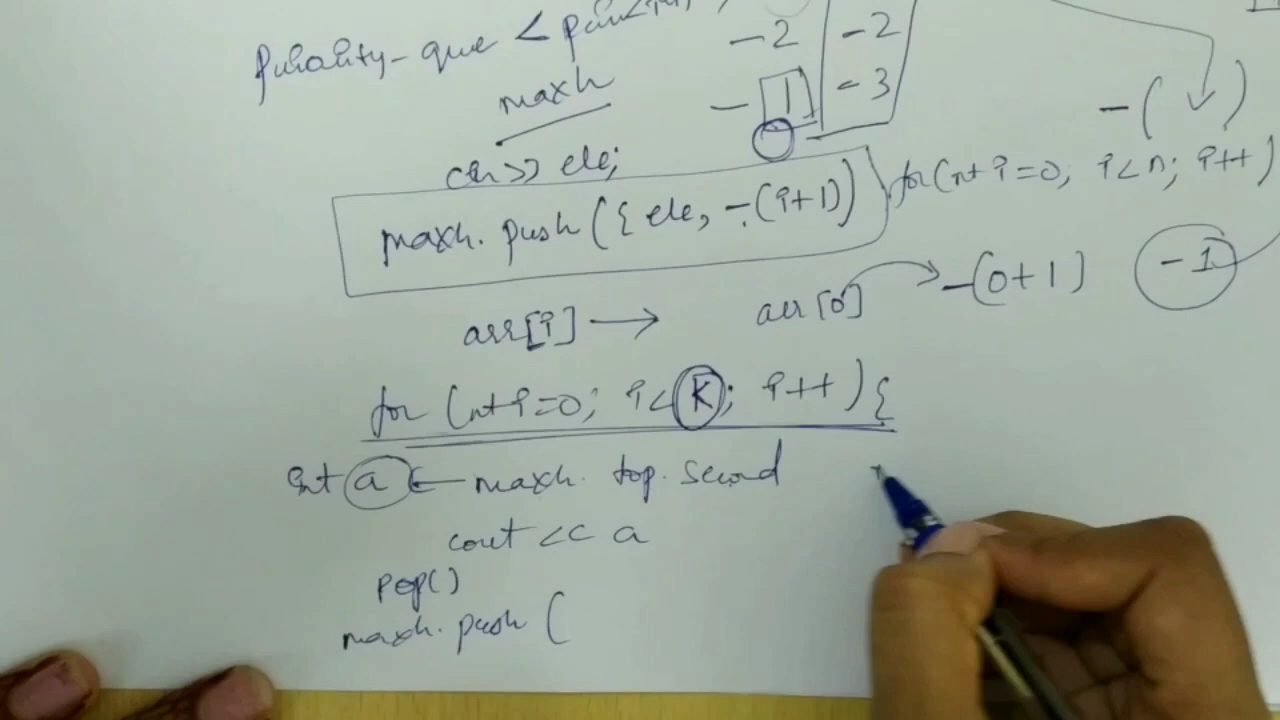 priority-que < pair<int,
maxh
-2 | -2
- 1 | - 3
- ( )
cin >> ele;
maxh. push ( { ele, -(i+1) ) for (int i=0; i<n; i++)
arr[i] → arr[0] → -(0+1) -1
for (int i=0; i<K; i++) {
int a ← maxh. top. second
cout << a
pop()
maxh. push (